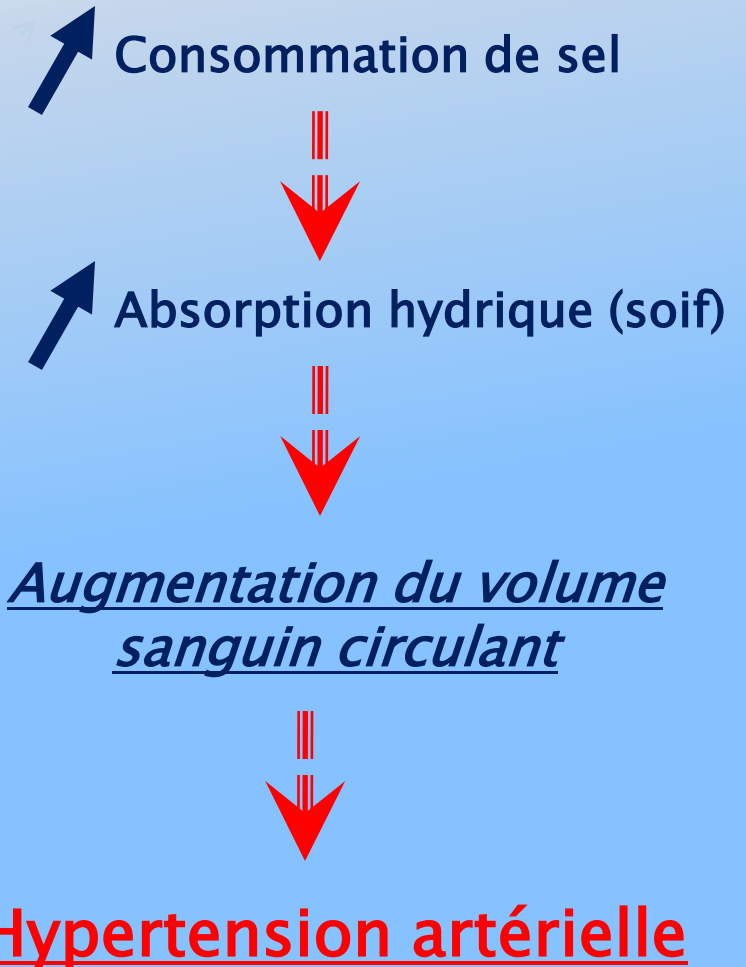 Consommation de sel
Absorption hydrique (soif)
Augmentation du volume
sanguin circulant
Hypertension artérielle